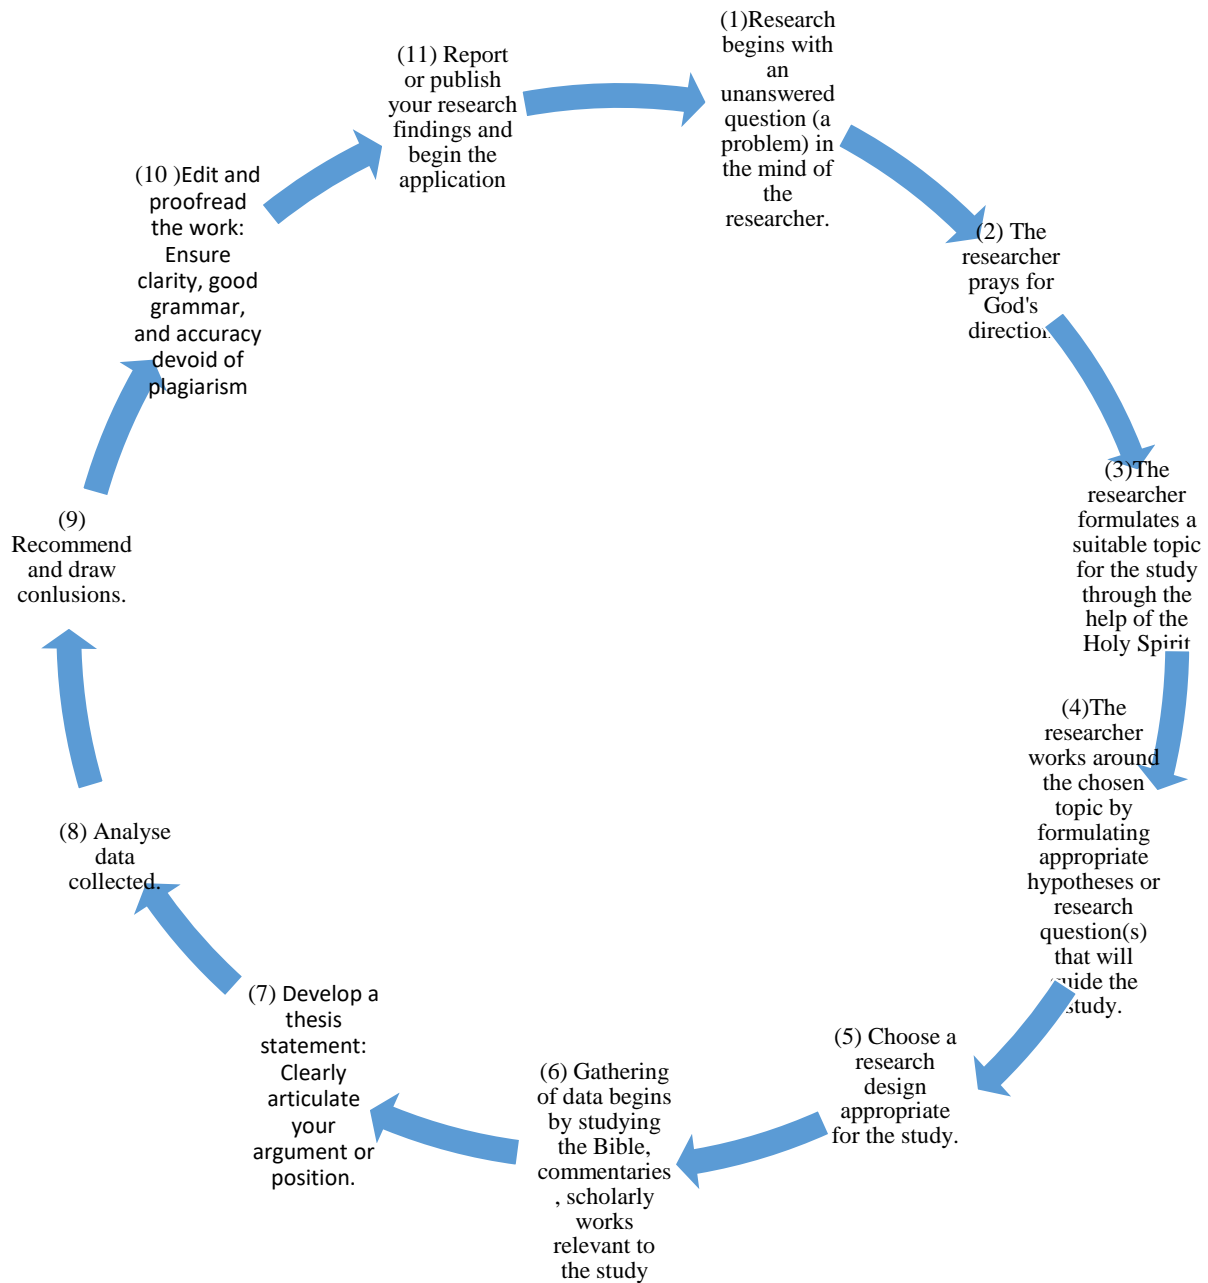 (1)Research
begins with
an
unanswered
question (a
problem) in
the mind of
the
researcher.
(2) The
researcher
prays for
God's
direction
(3)The
researcher
formulates a
suitable topic
for the study
through the
help of the
Holy Spirit
(4)The
researcher
works around
the chosen
topic by
formulating
appropriate
hypotheses or
research
question(s)
that will
guide the
study.
(5) Choose a
research
design
appropriate
for the study.
(6) Gathering
of data begins
by studying
the Bible,
commentaries
, scholarly
works
relevant to
the study
(7) Develop a
thesis
statement:
Clearly
articulate
your
argument or
position.
(8) Analyse
data
collected.
(9)
Recommend
and draw
conlusions.
(10 )Edit and
proofread
the work:
Ensure
clarity, good
grammar,
and accuracy
devoid of
plagiarism
(11) Report
or publish
your research
findings and
begin the
application